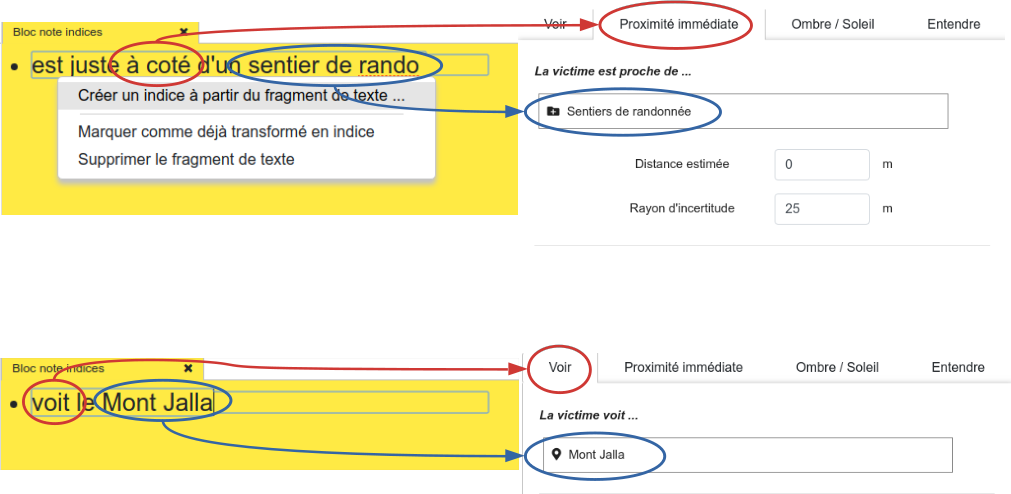 Bloc note indices ✖
• est juste à coté d'un sentier de rando
Créer un indice à partir du fragment de texte ...
Marquer comme déjà transformé en indice
Supprimer le fragment de texte
Voir Proximité immédiate Ombre / Soleil Entendre
La victime est proche de ...
Sentiers de randonnée
Distance estimée 0 m
Rayon d'incertitude 25 m
Bloc note indices ✖
• voit le Mont Jalla
Voir Proximité immédiate Ombre / Soleil Entendre
La victime voit ...
Mont Jalla